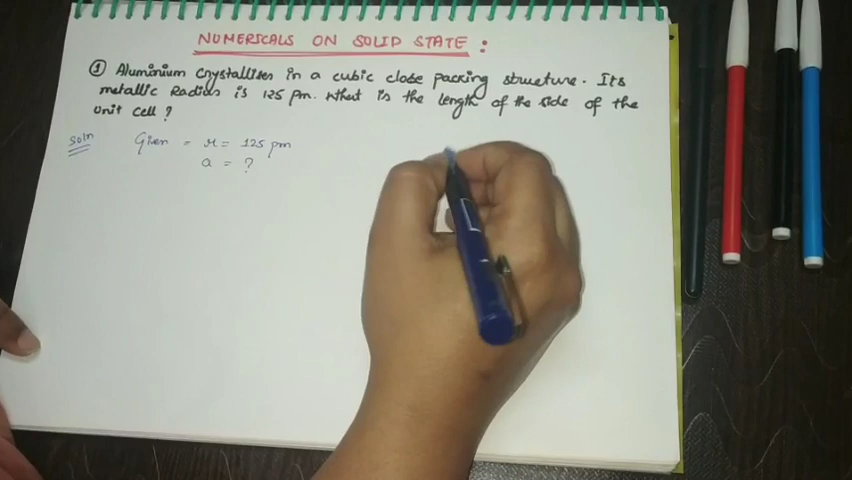 NUMERICALS ON SOLID STATE :
① Aluminium crystallises in a cubic close packing structure. Its
metallic Radius is 125 pm. What is the length of the side of the
Unit cell ?
Soln Given = r = 125 pm
a = ?